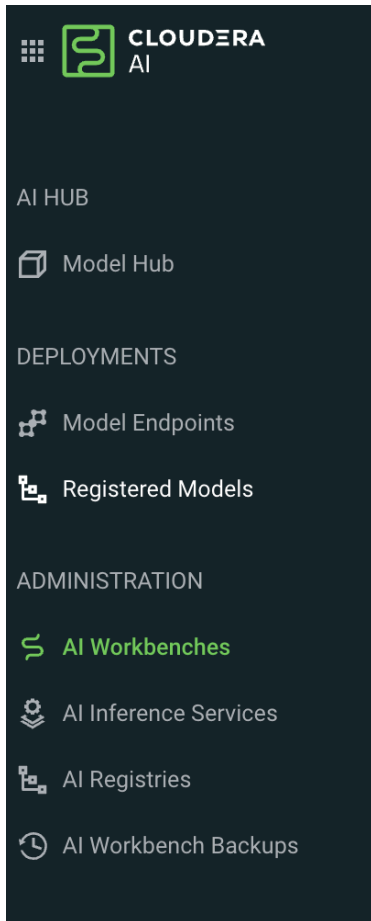 CLOUDERA
AI
AI HUB
Model Hub
DEPLOYMENTS
Model Endpoints
Registered Models
ADMINISTRATION
AI Workbenches
AI Inference Services
AI Registries
AI Workbench Backups